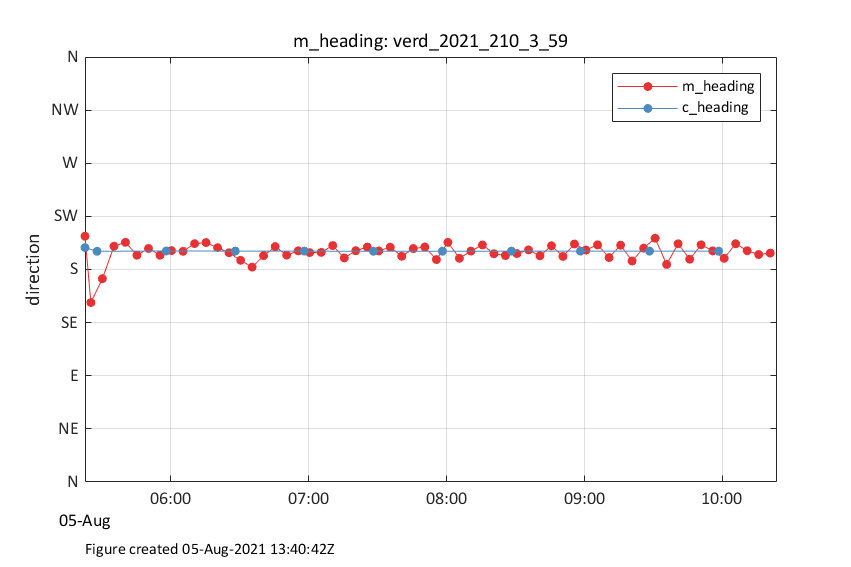 m_heading: verd_2021_210_3_59
m_heading
c_heading
direction
N
NW
W
SW
S
SE
E
NE
N
06:00 07:00 08:00 09:00 10:00
05-Aug
Figure created 05-Aug-2021 13:40:42Z